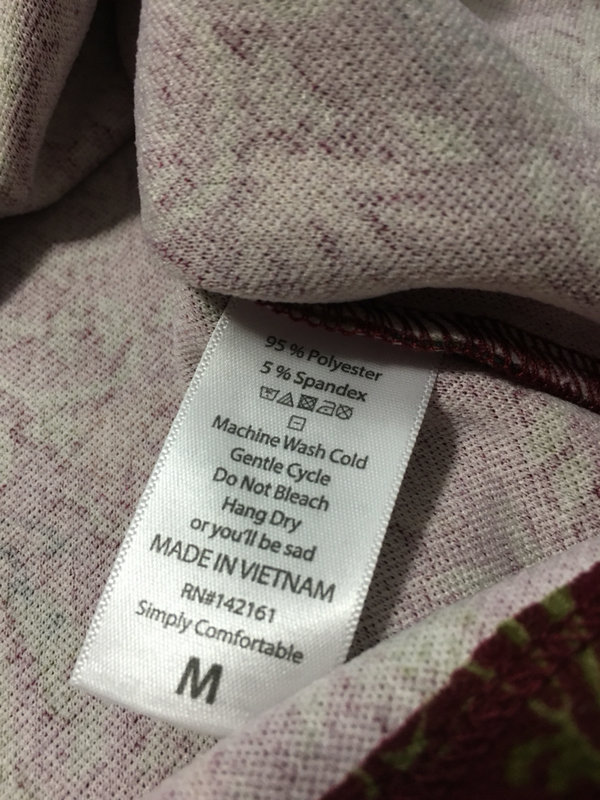 95 % Polyester
5 % Spandex
Machine Wash Cold
Gentle Cycle
Do Not Bleach
Hang Dry
or you'll be sad
MADE IN VIETNAM
RN#142161
Simply Comfortable
M